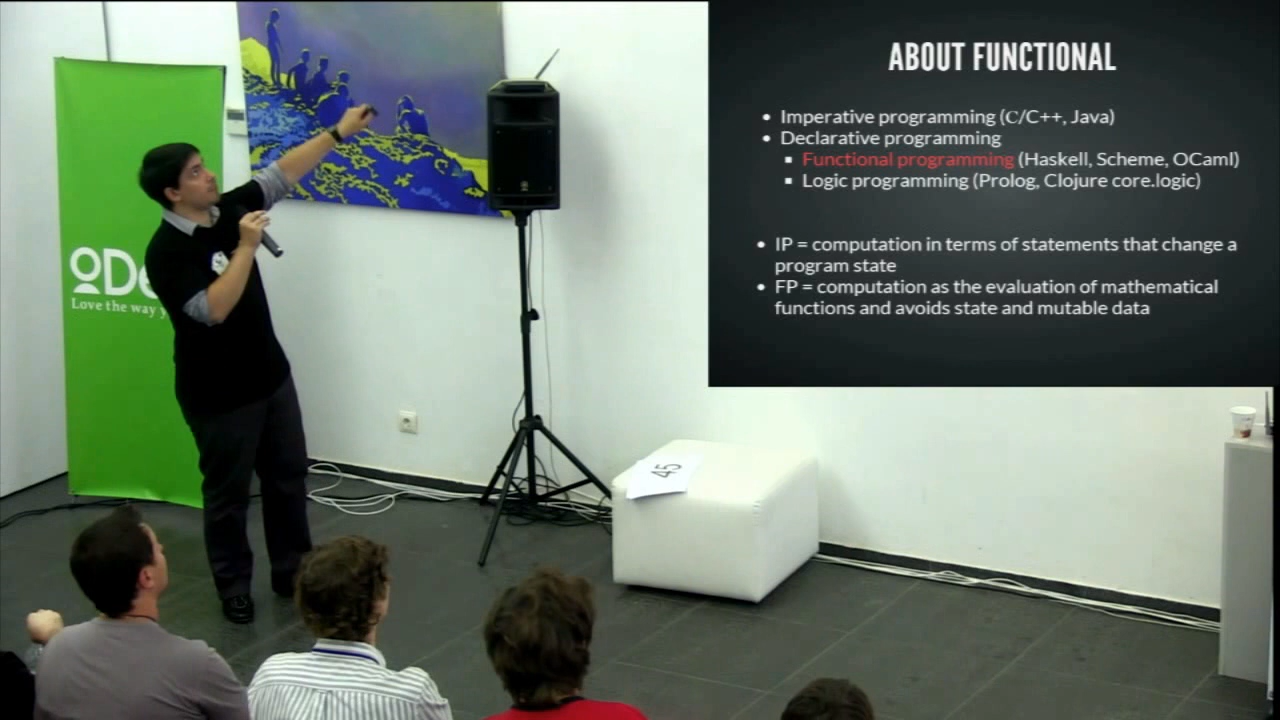 ABOUT FUNCTIONAL
Imperative programming (C/C++, Java)
Declarative programming
Functional programming (Haskell, Scheme, OCaml)
Logic programming (Prolog, Clojure core.logic)
IP = computation in terms of statements that change a
program state
FP = computation as the evaluation of mathematical
functions and avoids state and mutable data
Love the way
45